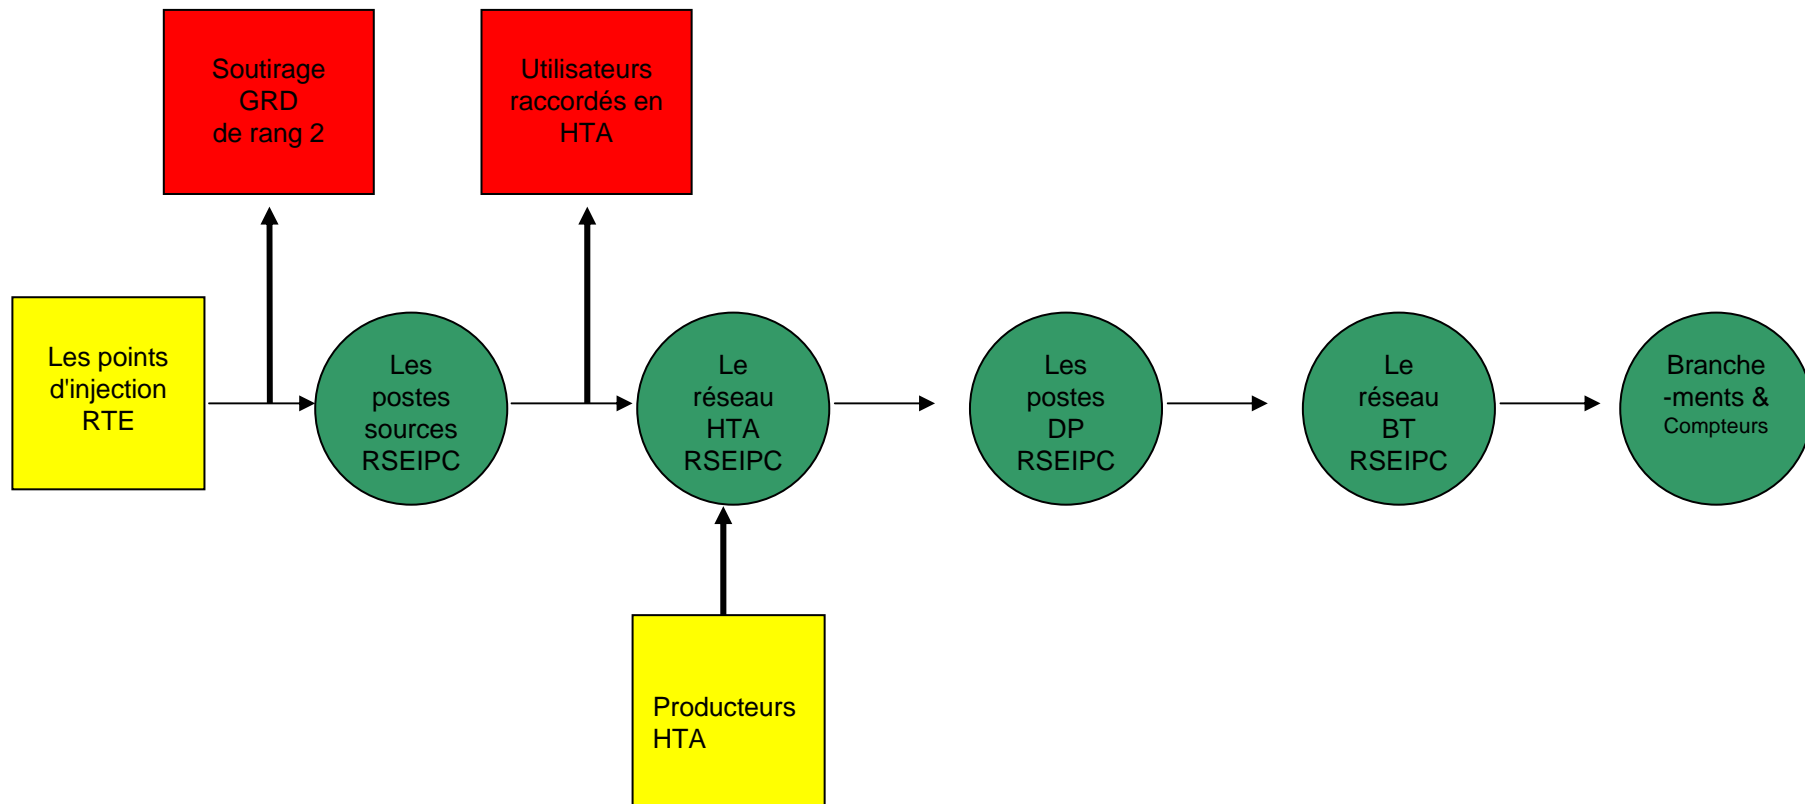 Soutirage
GRD
de rang 2
Utilisateurs
raccordés en
HTA
Les points
d'injection
RTE
Les
postes
sources
RSEIPC
Le
réseau
HTA
RSEIPC
Les
postes
DP
RSEIPC
Le
réseau
BT
RSEIPC
Branche
-ments &
Compteurs
Producteurs
HTA